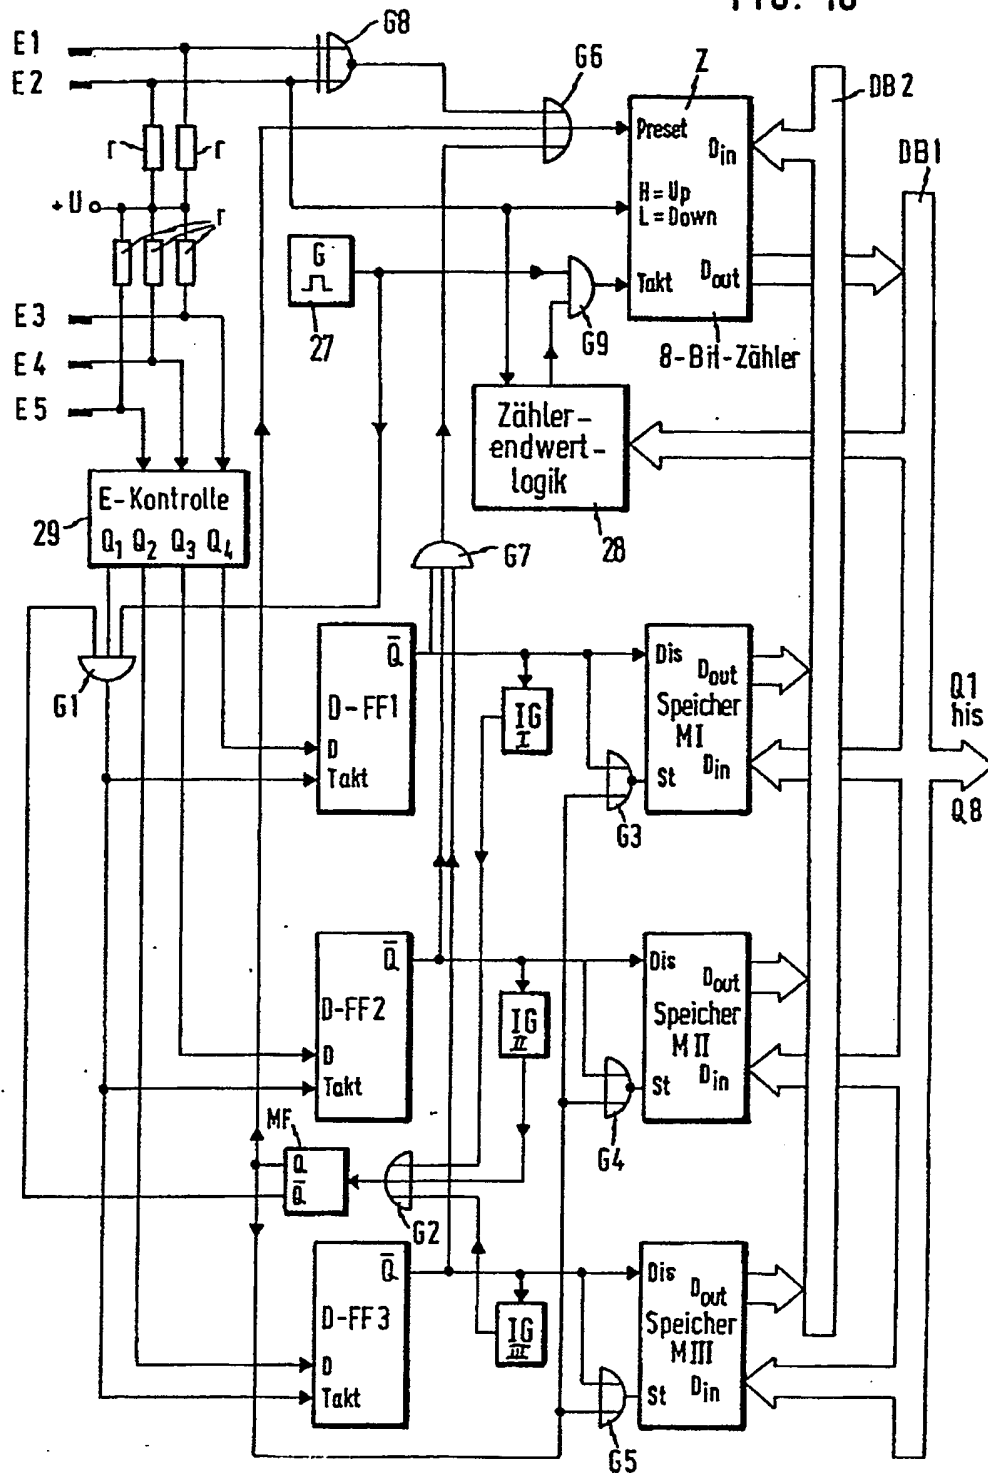 FIG. 10
E1
E2
G8
G6
Z
DB2
DB1
r
r
+U
r
Preset
Din
H=Up
L=Down
Dout
Takt
G
27
G9
8-Bit-Zähler
E3
E4
E5
Zähler-
endwert-
logik
28
E-Kontrolle
29
Q1 Q2 Q3 Q4
G7
G1
Q̅
D-FF1
D
Takt
IG
I
Dis
Dout
Speicher
MI
Din
St
G3
Q1
his
Q8
Q̅
D-FF2
D
Takt
IG
II
Dis
Dout
Speicher
MII
Din
St
G4
MF
Q
Q̅
G2
Q̅
D-FF3
D
Takt
IG
III
Dis
Dout
Speicher
MIII
Din
St
G5